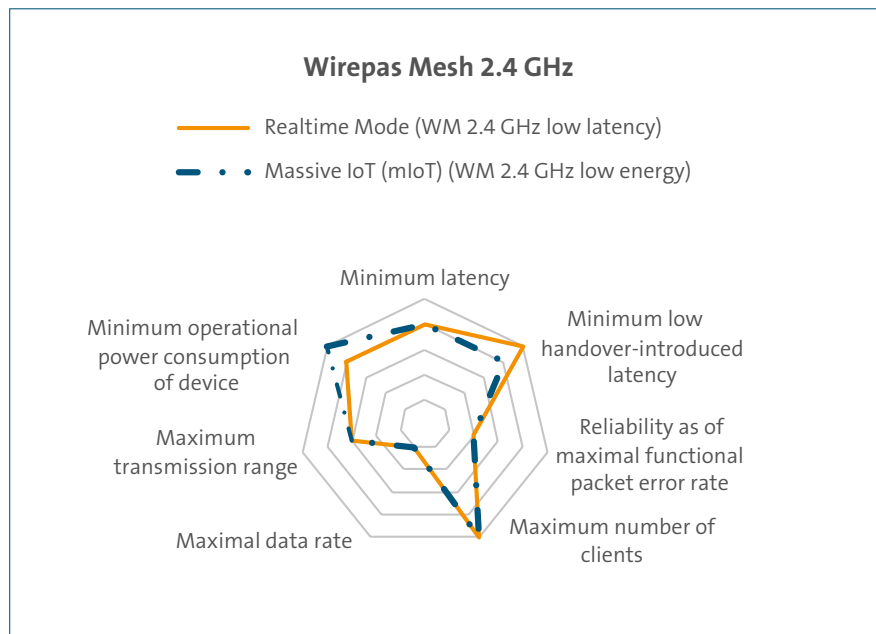 Wirepas Mesh 2.4 GHz
Realtime Mode (WM 2.4 GHz low latency)
Massive IoT (mIoT) (WM 2.4 GHz low energy)
Minimum latency
Minimum low
handover-introduced
latency
Reliability as of
maximal functional
packet error rate
Maximum number of
clients
Maximal data rate
Maximum
transmission range
Minimum operational
power consumption
of device